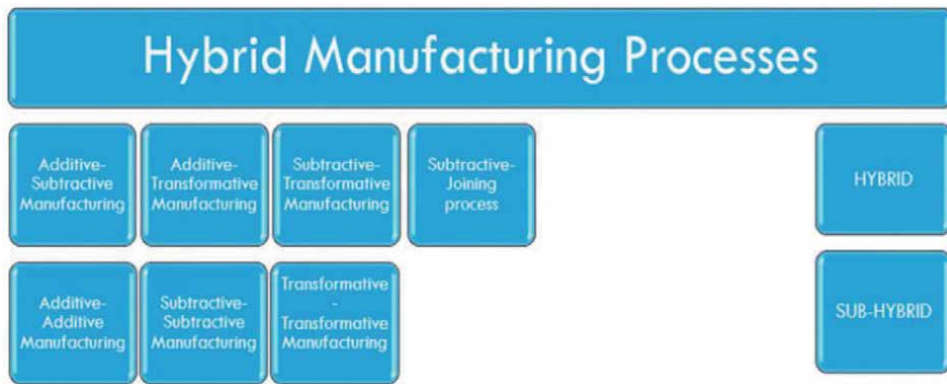 Hybrid Manufacturing Processes
Additive-
Subtractive
Manufacturing
Additive-
Transformative
Manufacturing
Subtractive-
Transformative
Manufacturing
Subtractive-
Joining
process
HYBRID
Additive-
Additive
Manufacturing
Subtractive-
Subtractive
Manufacturing
Transformative
-
Transformative
Manufacturing
SUB-HYBRID